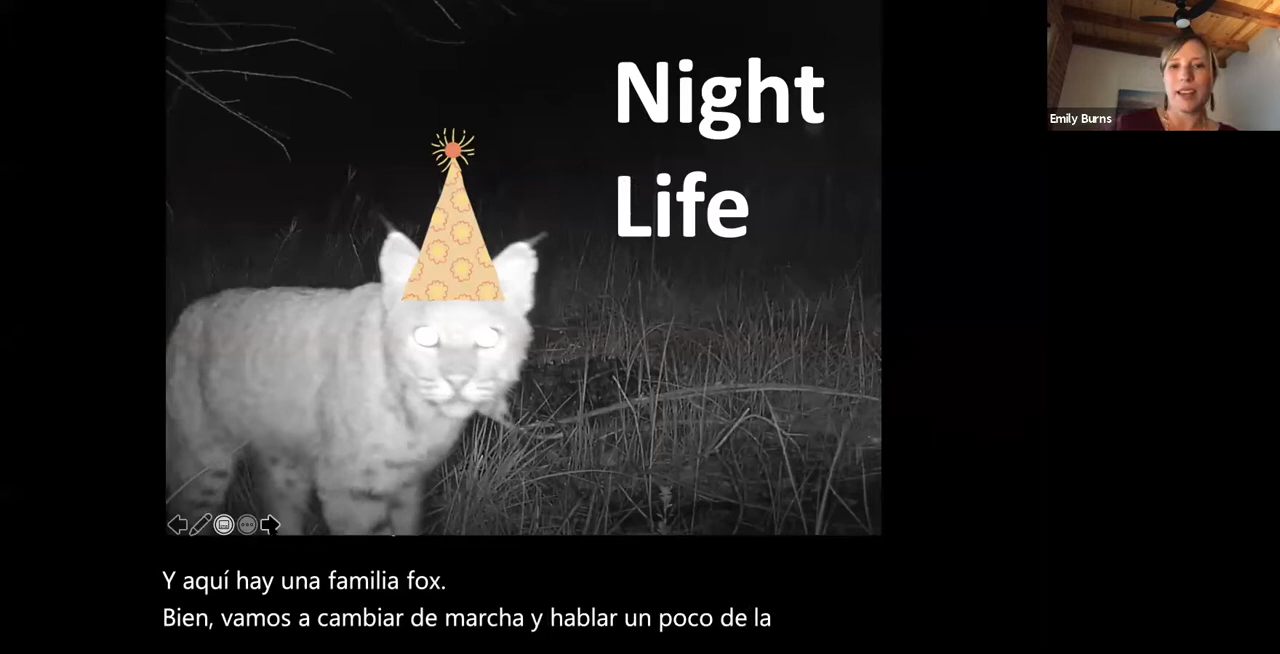 Night
Life
Emily Burns
Y aquí hay una familia fox.
Bien, vamos a cambiar de marcha y hablar un poco de la